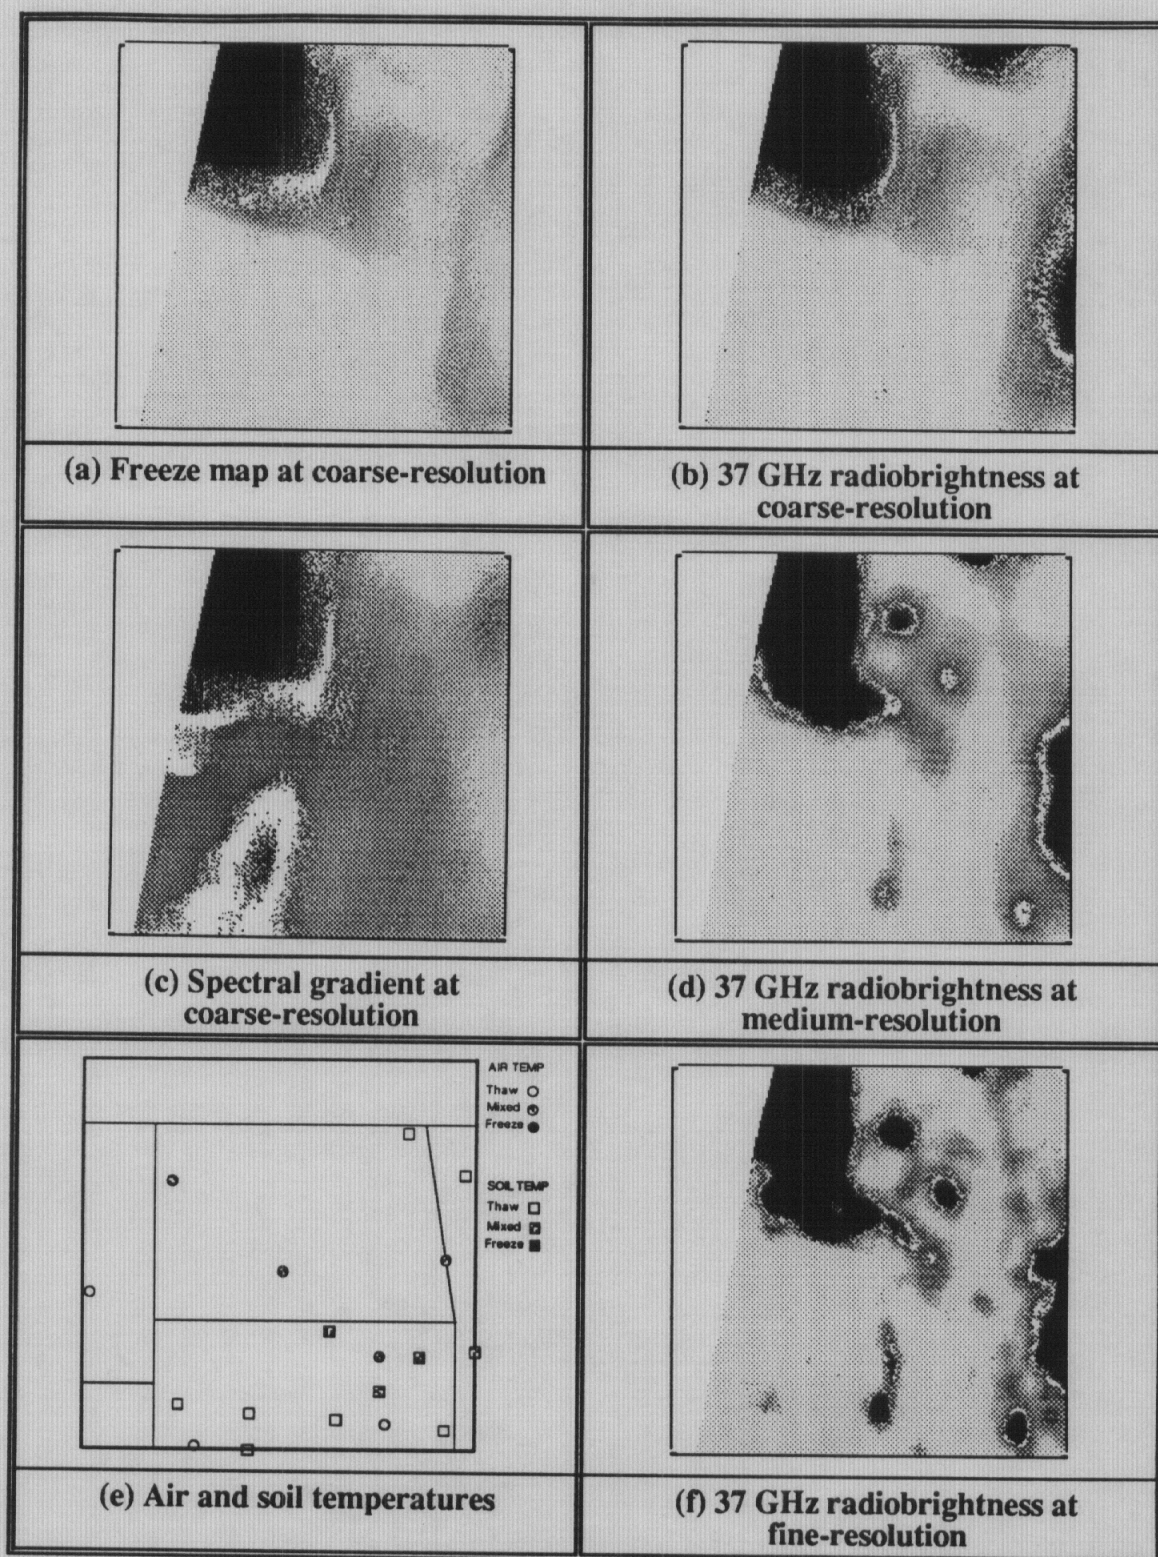 (a) Freeze map at coarse-resolution
(b) 37 GHz radiobrightness at
coarse-resolution
(c) Spectral gradient at
coarse-resolution
(d) 37 GHz radiobrightness at
medium-resolution
AIR TEMP
Thaw
Mixed
Freeze
SOIL TEMP
Thaw
Mixed
Freeze
(e) Air and soil temperatures
(f) 37 GHz radiobrightness at
fine-resolution